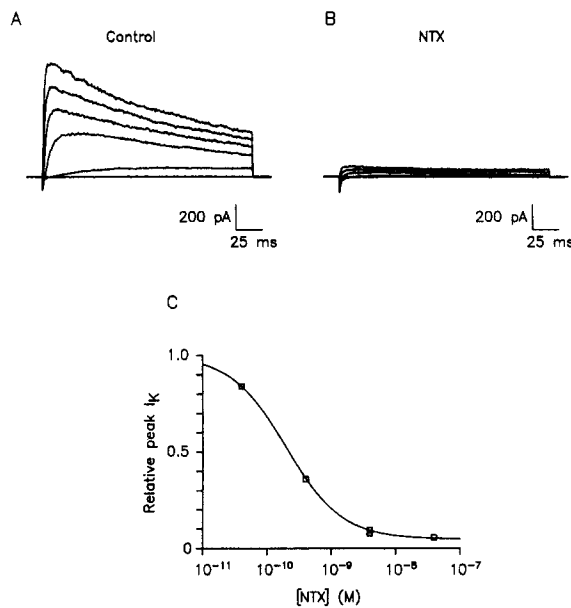 A
Control
B
NTX
200 pA
25 ms
200 pA
25 ms
C
1.0
0.5
0
Relative peak IK
10⁻¹¹ 10⁻¹⁰ 10⁻⁹ 10⁻⁸ 10⁻⁷
[NTX] (M)